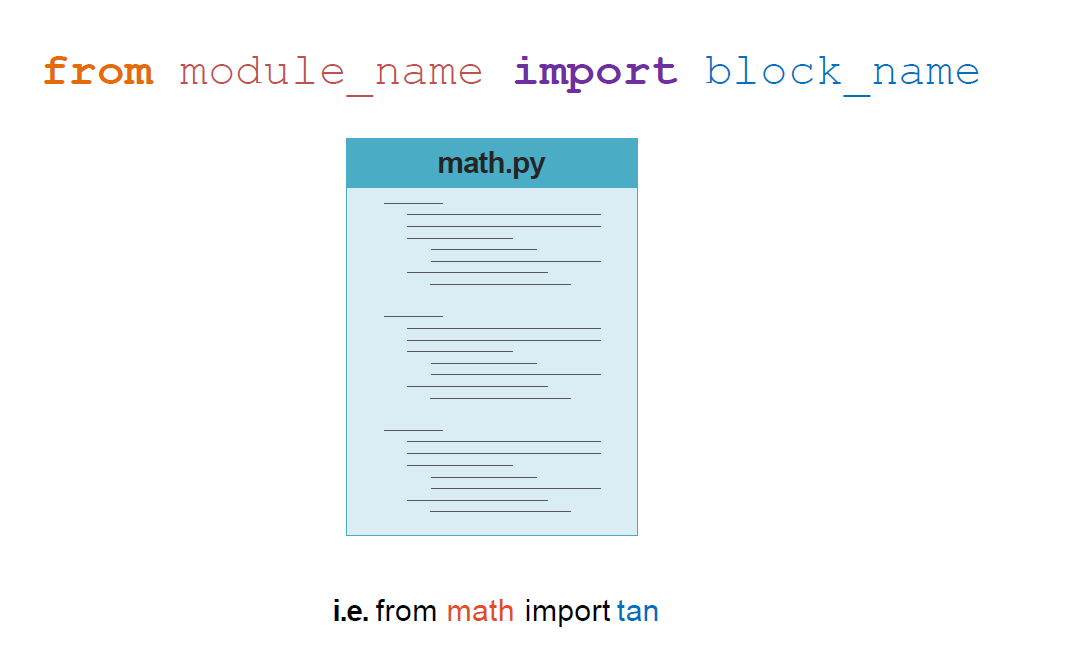 from module_name import block_name
math.py
i.e. from math import tan